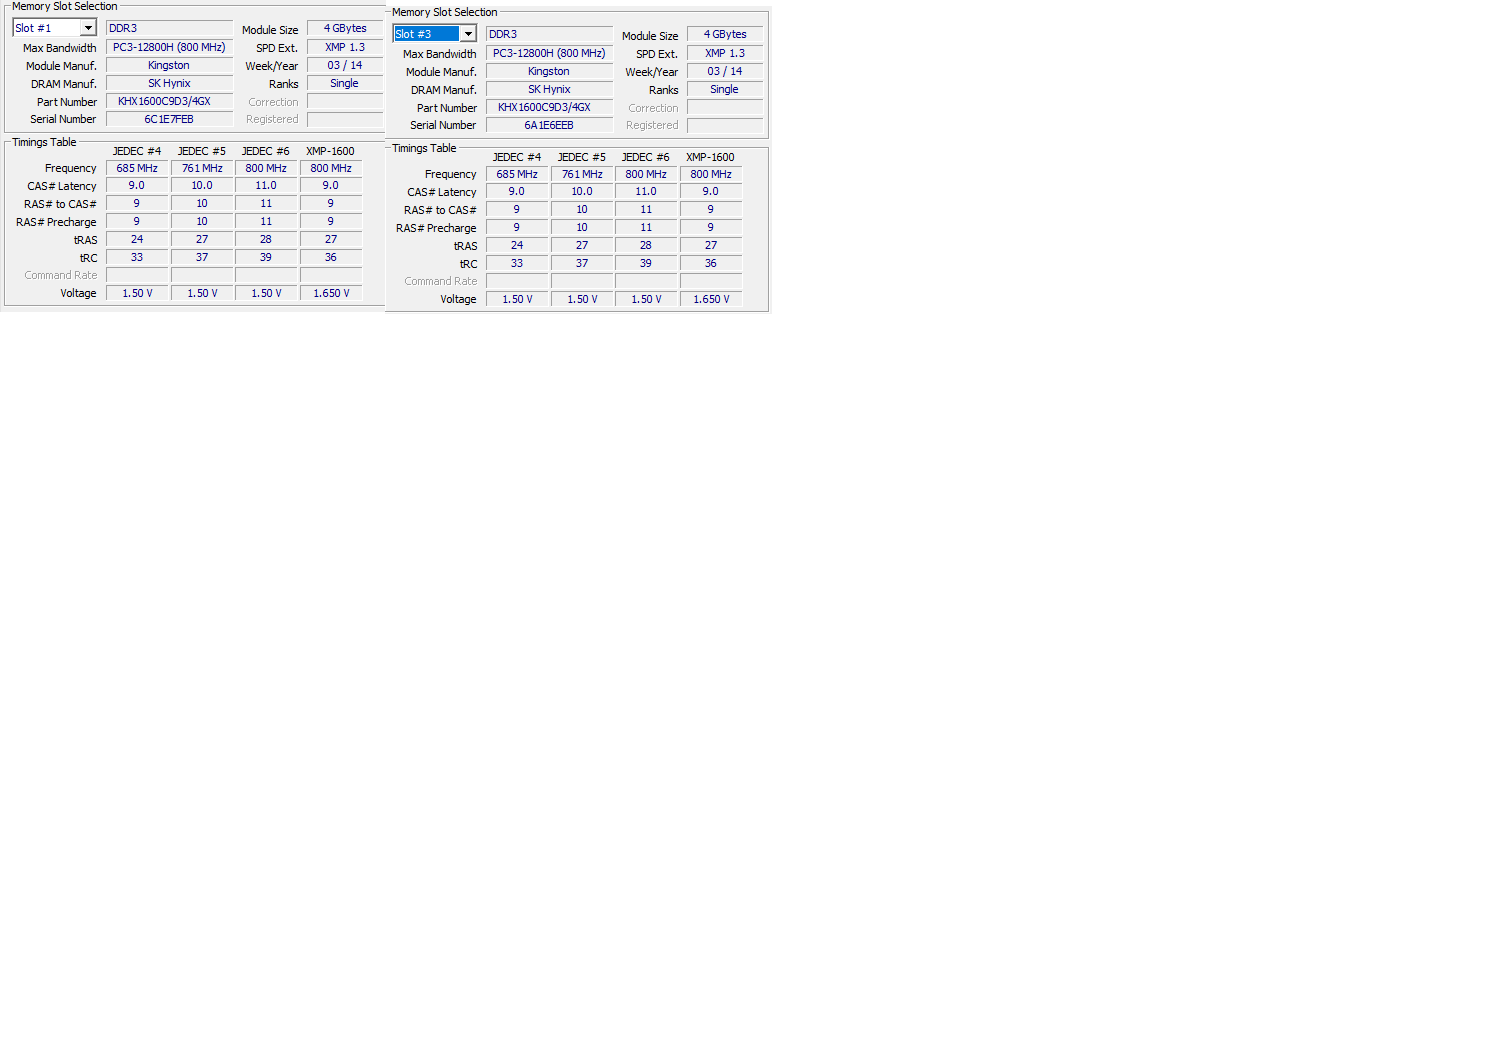 Memory Slot Selection
Slot #1 DDR3 Module Size 4 GBytes
Max Bandwidth PC3-12800H (800 MHz) SPD Ext. XMP 1.3
Module Manuf. Kingston Week/Year 03 / 14
DRAM Manuf. SK Hynix Ranks Single
Part Number KHX1600C9D3/4GX Correction
Serial Number 6C1E7FEB Registered
Timings Table
JEDEC #4 JEDEC #5 JEDEC #6 XMP-1600
Frequency 685 MHz 761 MHz 800 MHz 800 MHz
CAS# Latency 9.0 10.0 11.0 9.0
RAS# to CAS# 9 10 11 9
RAS# Precharge 9 10 11 9
tRAS 24 27 28 27
tRC 33 37 39 36
Command Rate
Voltage 1.50 V 1.50 V 1.50 V 1.650 V
Memory Slot Selection
Slot #3 DDR3 Module Size 4 GBytes
Max Bandwidth PC3-12800H (800 MHz) SPD Ext. XMP 1.3
Module Manuf. Kingston Week/Year 03 / 14
DRAM Manuf. SK Hynix Ranks Single
Part Number KHX1600C9D3/4GX Correction
Serial Number 6A1E6EEB Registered
Timings Table
JEDEC #4 JEDEC #5 JEDEC #6 XMP-1600
Frequency 685 MHz 761 MHz 800 MHz 800 MHz
CAS# Latency 9.0 10.0 11.0 9.0
RAS# to CAS# 9 10 11 9
RAS# Precharge 9 10 11 9
tRAS 24 27 28 27
tRC 33 37 39 36
Command Rate
Voltage 1.50 V 1.50 V 1.50 V 1.650 V